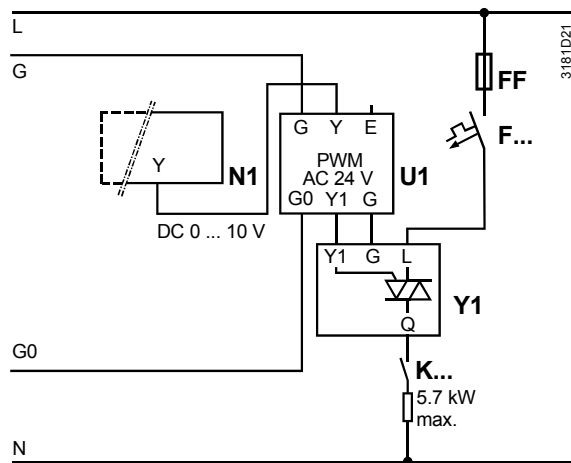 L
3181D21
G
FF
G Y E
F...
PWM
Y
N1
AC 24 V
U1
G0 Y1 G
DC 0 ... 10 V
Y1 G L
Y1
Q
G0
K...
5.7 kW
max.
N